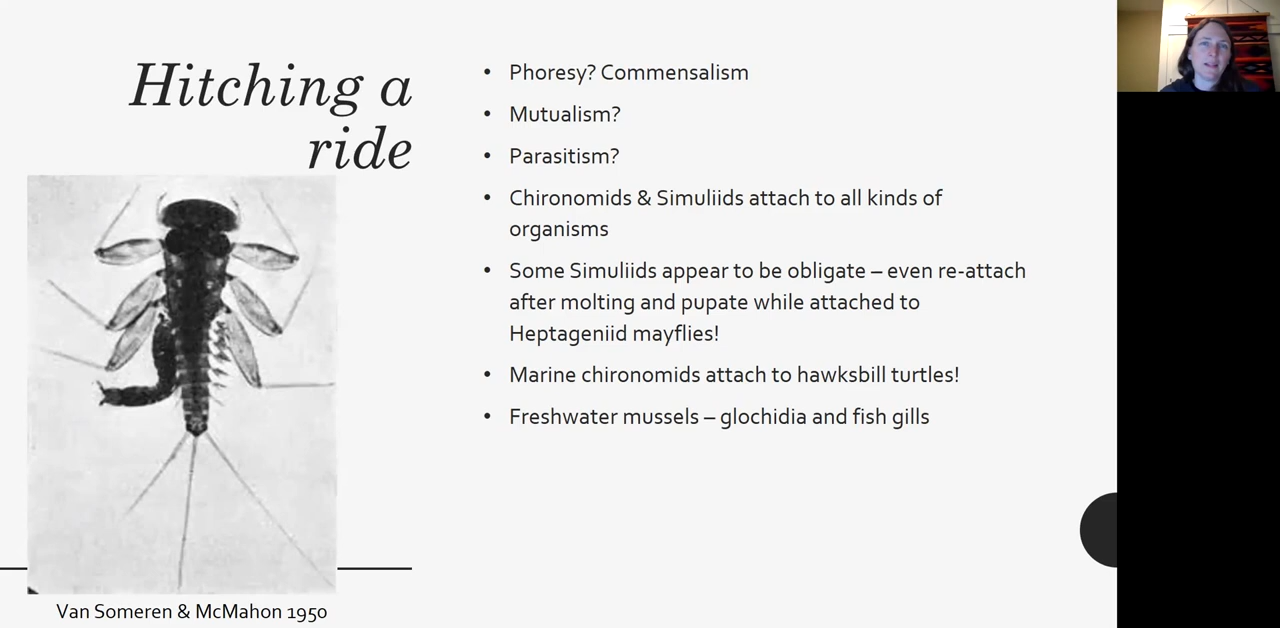 Hitching a
ride
• Phoresy? Commensalism
• Mutualism?
• Parasitism?
• Chironomids & Simuliids attach to all kinds of
organisms
• Some Simuliids appear to be obligate – even re-attach
after molting and pupate while attached to
Heptageniid mayflies!
• Marine chironomids attach to hawksbill turtles!
• Freshwater mussels – glochidia and fish gills
Van Someren & McMahon 1950